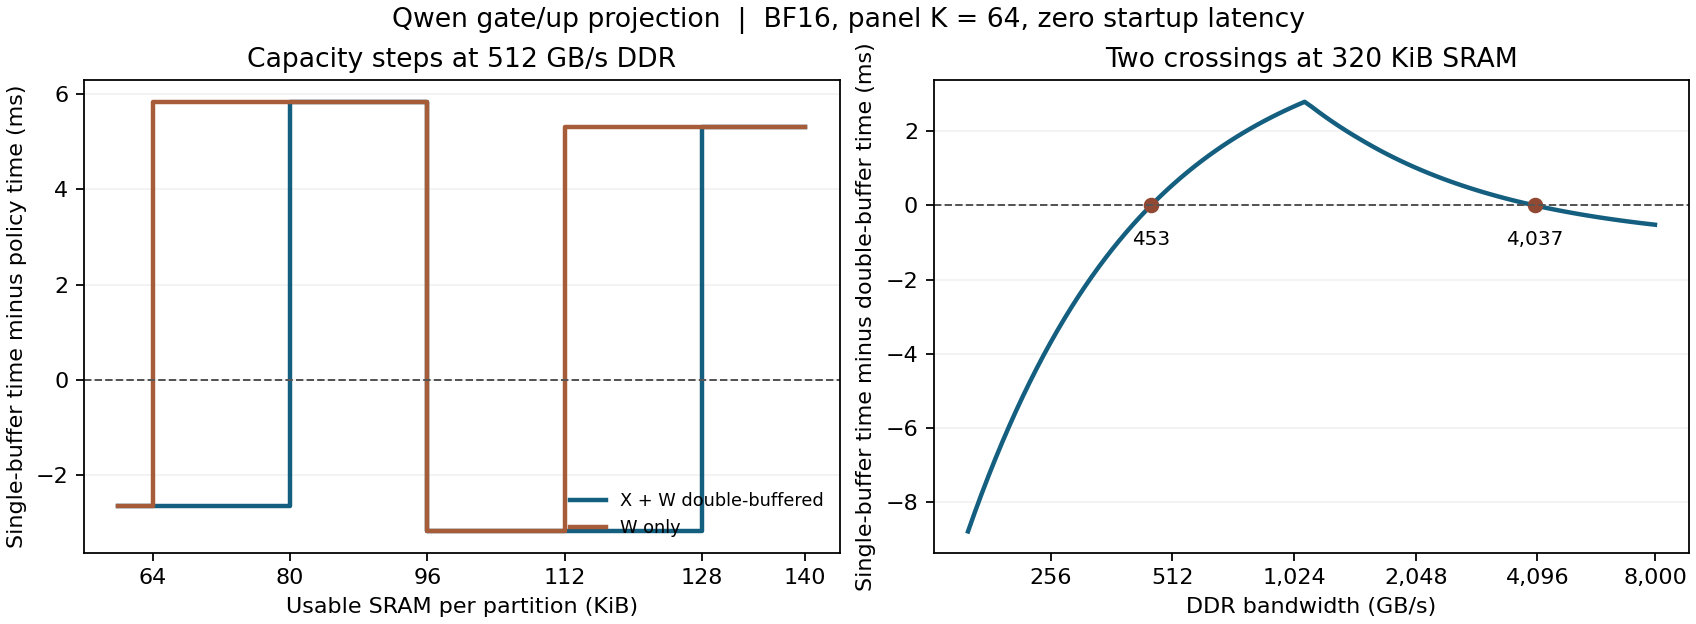 Qwen gate/up projection | BF16, panel K = 64, zero startup latency
Capacity steps at 512 GB/s DDR
Single-buffer time minus policy time (ms)
6
4
2
0
−2
X + W double-buffered
W only
64
80
96
112
128
140
Usable SRAM per partition (KiB)
Two crossings at 320 KiB SRAM
Single-buffer time minus double-buffer time (ms)
2
0
−2
−4
−6
−8
453
4,037
256
512
1,024
2,048
4,096
8,000
DDR bandwidth (GB/s)